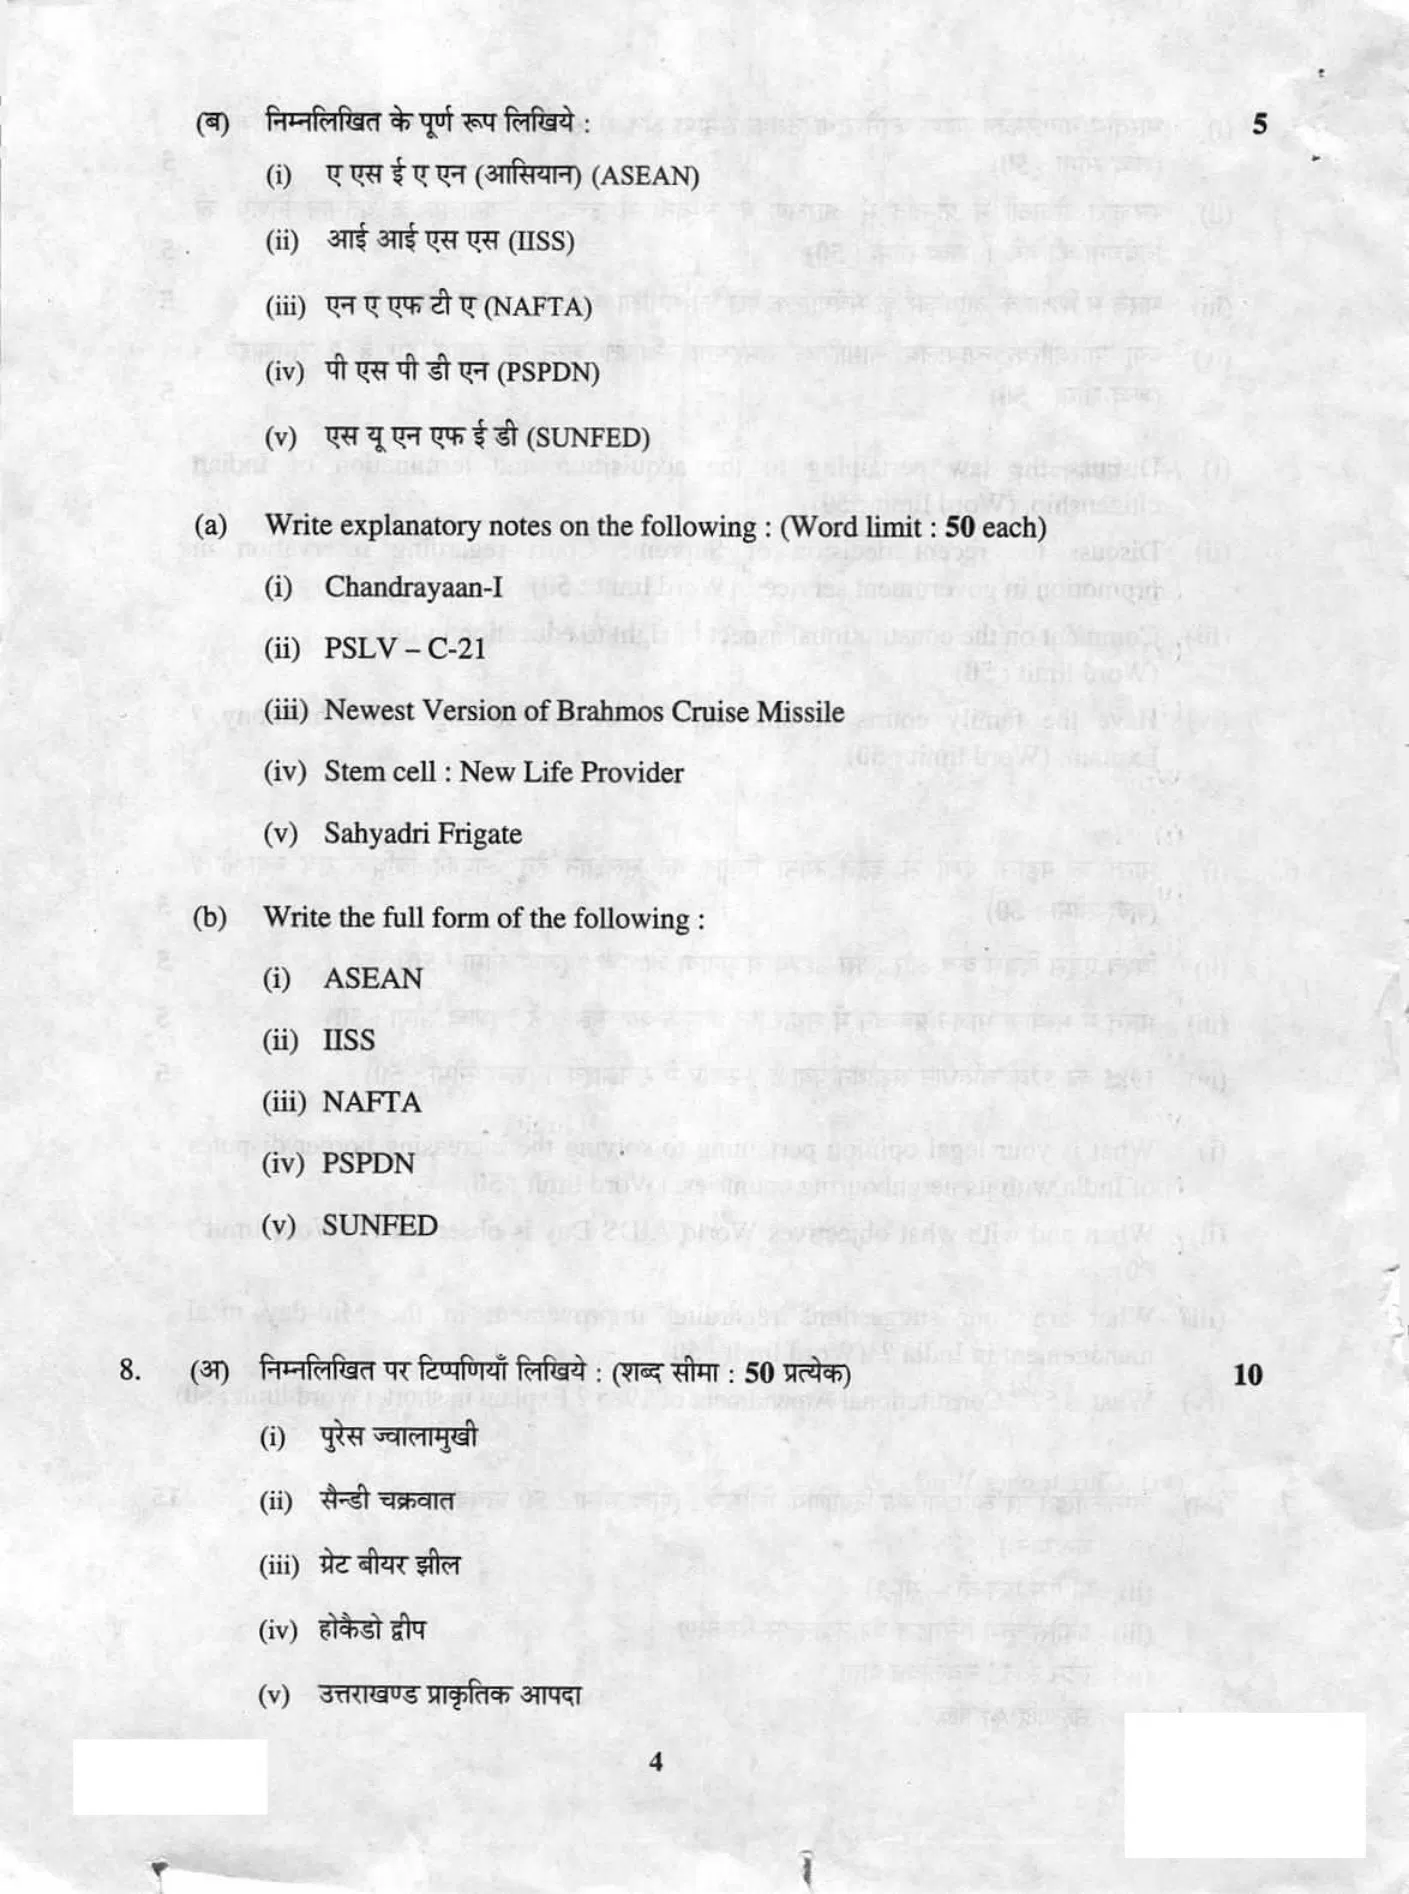 (ब) निम्नलिखित के पूर्ण रूप लिखिये : 5
(i) ए एस ई ए एन (आसियान) (ASEAN)
(ii) आई आई एस एस (IISS)
(iii) एन ए एफ टी ए (NAFTA)
(iv) पी एस पी डी एन (PSPDN)
(v) एस यू एन एफ ई डी (SUNFED)
(a) Write explanatory notes on the following : (Word limit : 50 each)
(i) Chandrayaan-I
(ii) PSLV – C-21
(iii) Newest Version of Brahmos Cruise Missile
(iv) Stem cell : New Life Provider
(v) Sahyadri Frigate
(b) Write the full form of the following :
(i) ASEAN
(ii) IISS
(iii) NAFTA
(iv) PSPDN
(v) SUNFED
8. (अ) निम्नलिखित पर टिप्पणियाँ लिखिये : (शब्द सीमा : 50 प्रत्येक) 10
(i) पुरेस ज्वालामुखी
(ii) सैन्डी चक्रवात
(iii) ग्रेट बीयर झील
(iv) होकैडो द्वीप
(v) उत्तराखण्ड प्राकृतिक आपदा
4